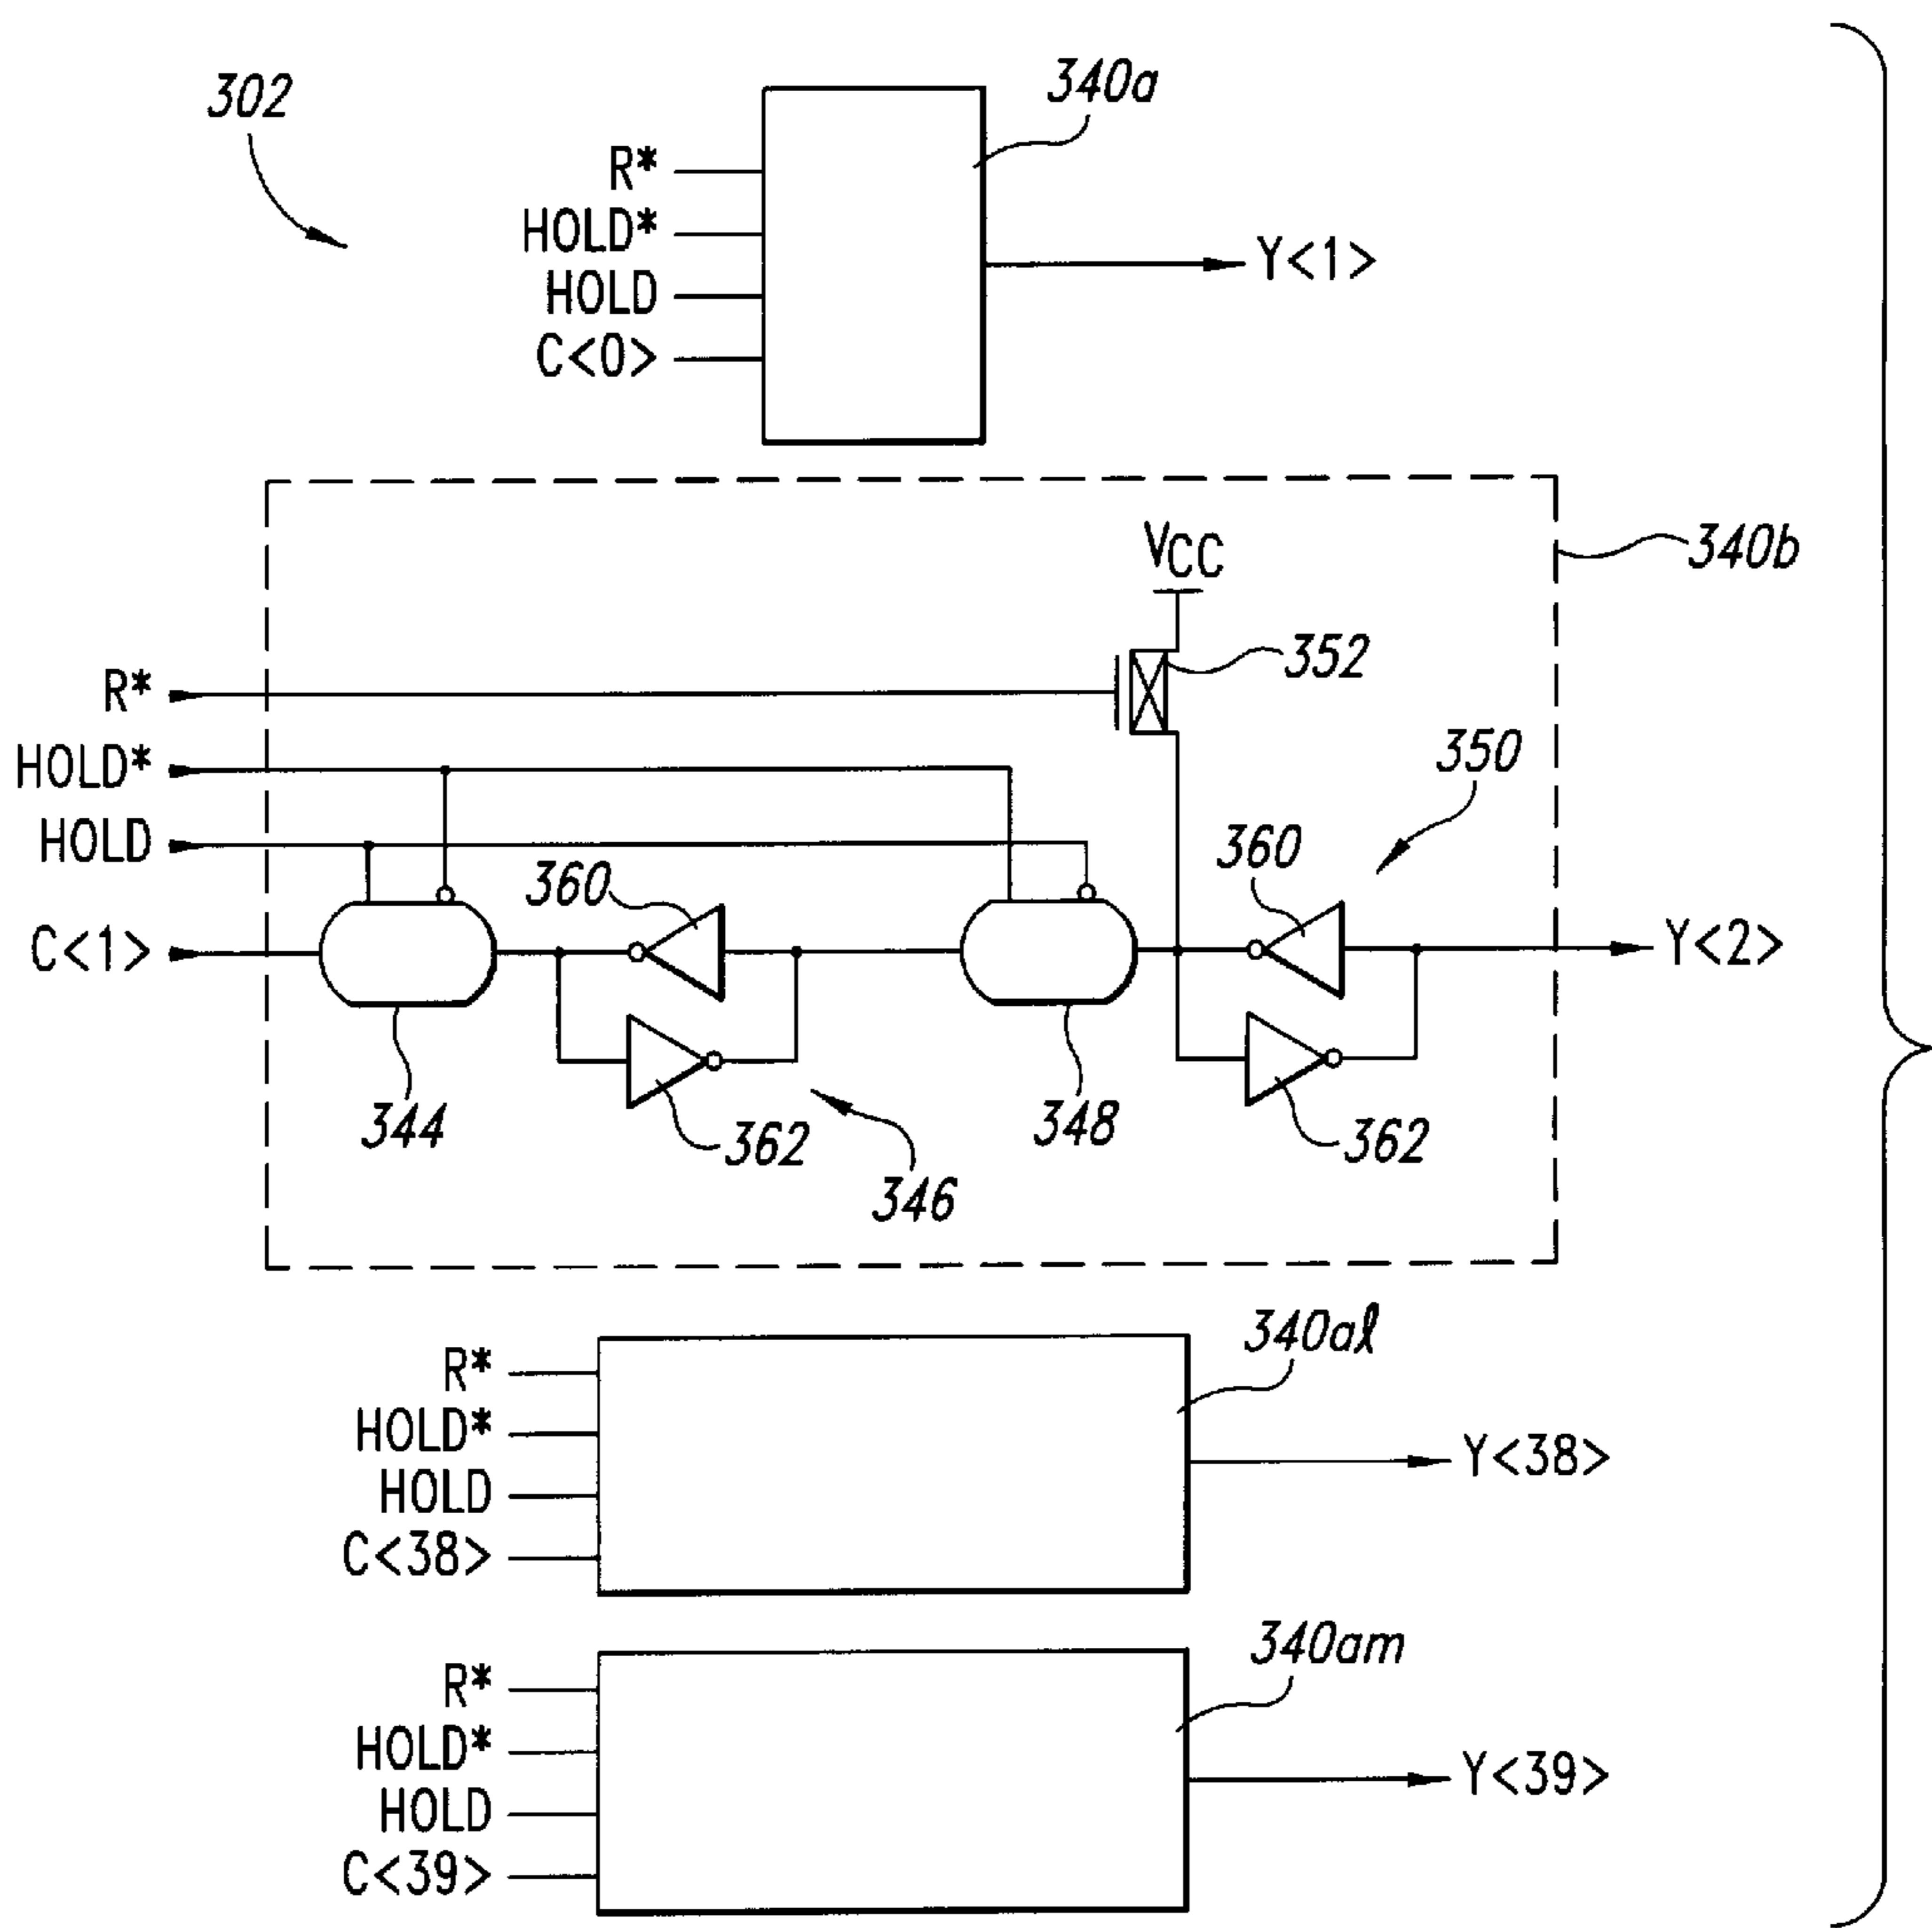 302
340a
R*
HOLD*
HOLD
C<0>
Y<1>
340b
VCC
352
R*
HOLD*
HOLD
C<1>
350
360
360
Y<2>
344
362
346
348
362
340al
R*
HOLD*
HOLD
C<38>
Y<38>
340am
R*
HOLD*
HOLD
C<39>
Y<39>